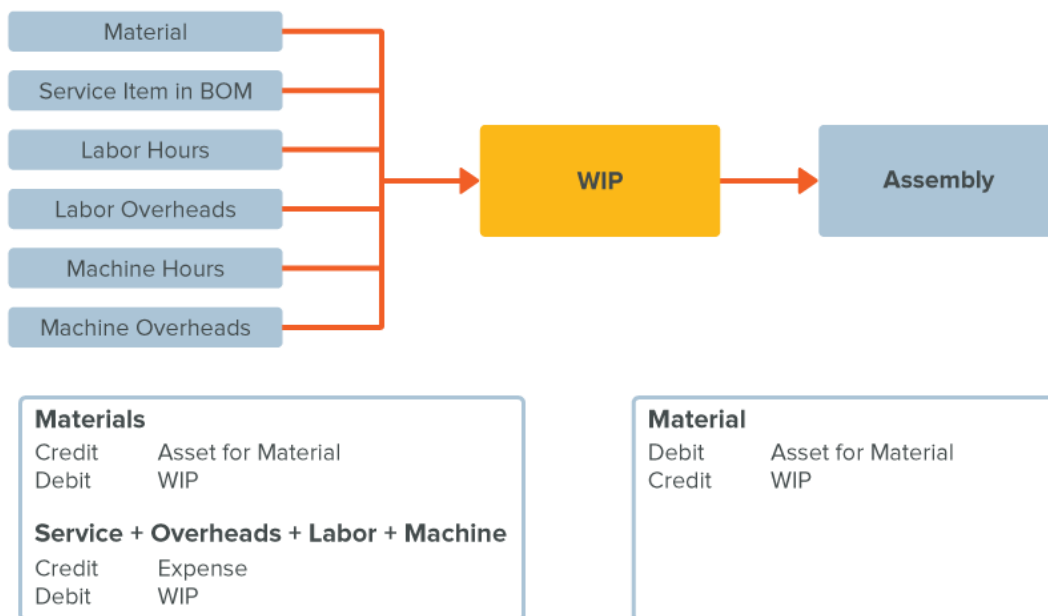 Material
Service Item in BOM
Labor Hours
Labor Overheads
Machine Hours
Machine Overheads
WIP
Assembly
Materials
Credit Asset for Material
Debit WIP
Service + Overheads + Labor + Machine
Credit Expense
Debit WIP
Material
Debit Asset for Material
Credit WIP